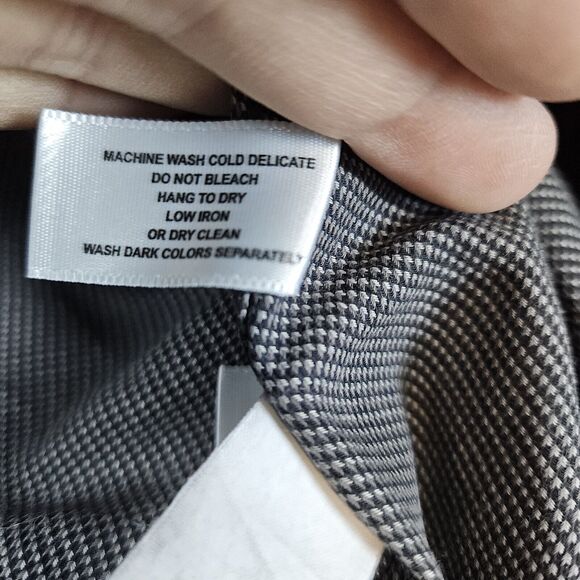 MACHINE WASH COLD DELICATE
DO NOT BLEACH
HANG TO DRY
LOW IRON
OR DRY CLEAN
WASH DARK COLORS SEPARATELY